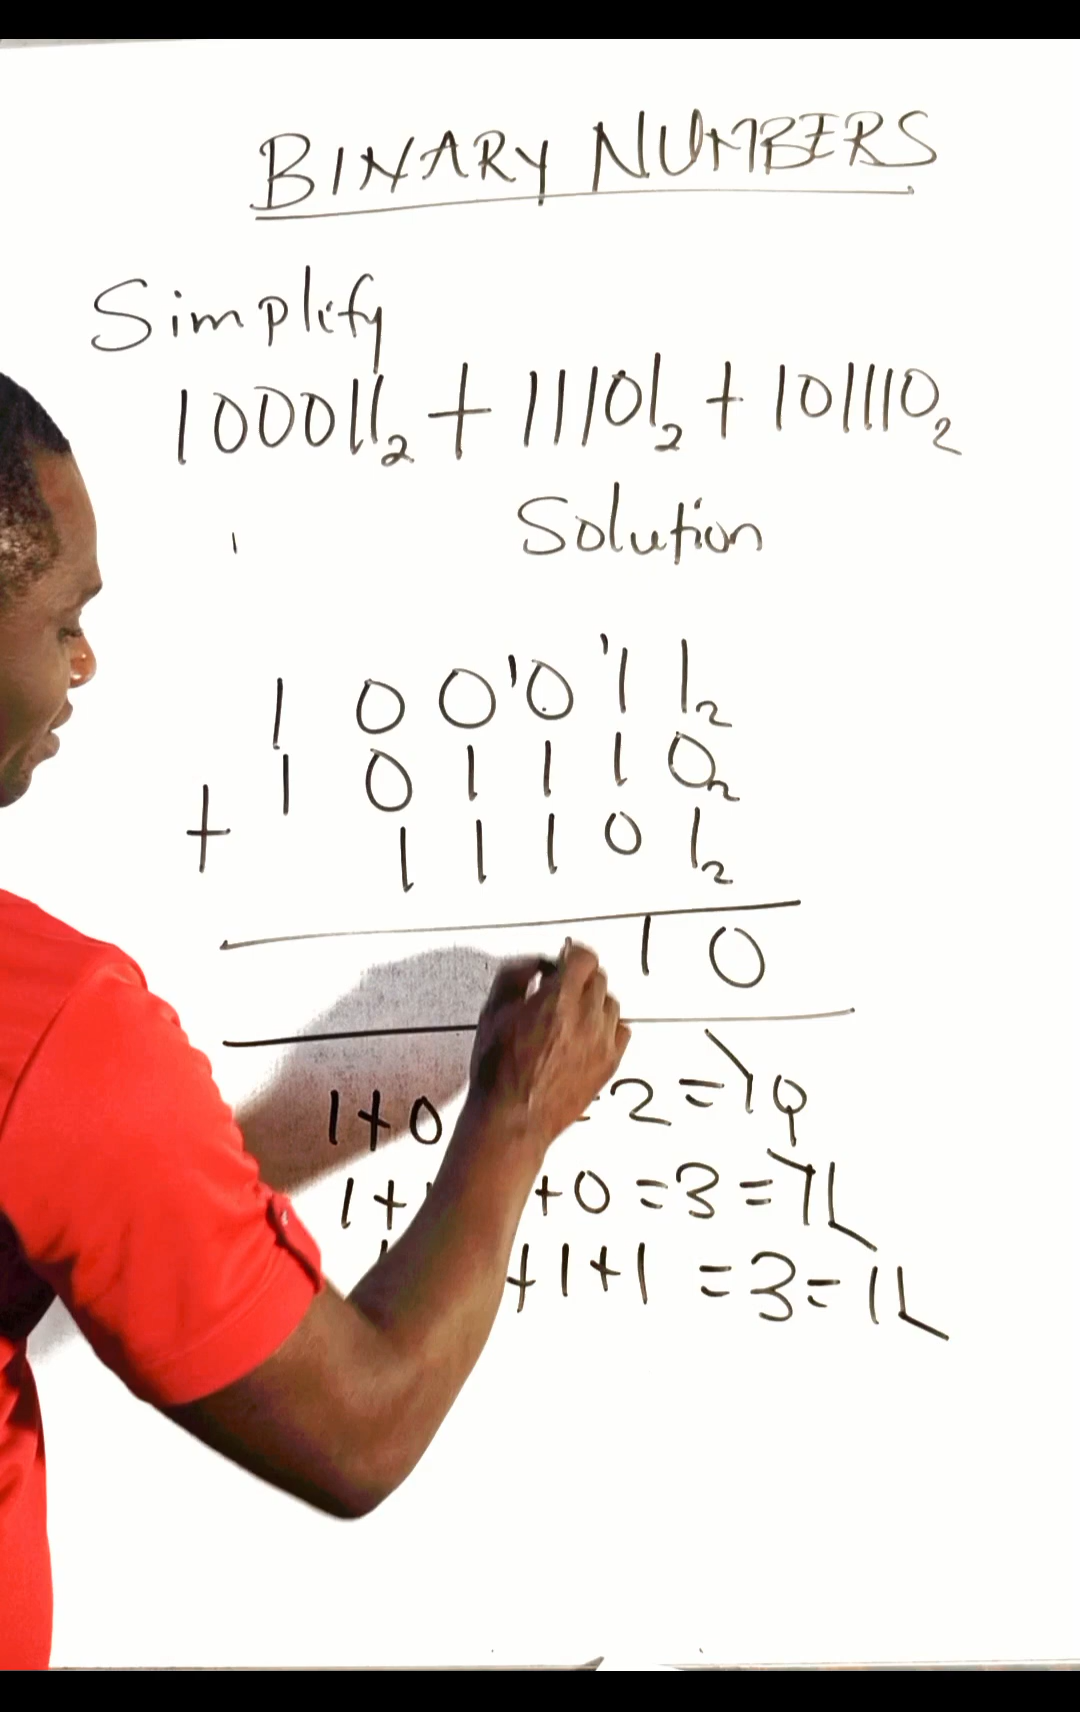 BINARY NUMBERS
Simplify
100011₂ + 11101₂ + 101110₂
Solution
1 0 0 '0 '1 1₂
1 0 1 1 1 0₂
+ 1 1 1 0 1₂
1 0
1+0 2=10
1+ +0=3=11
+1+1 =3=11